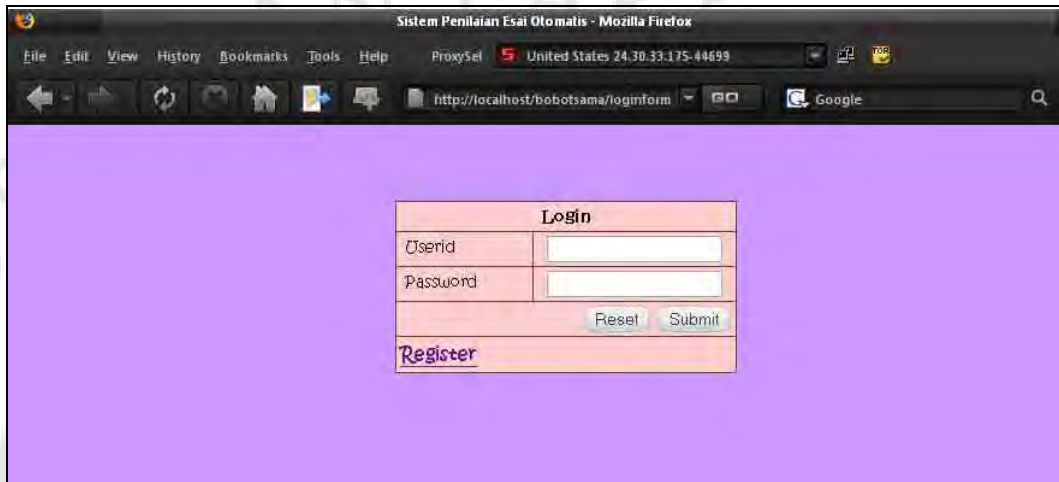 Sistem Penilaian Esai Otomatis - Mozilla Firefox
File Edit View History Bookmarks Tools Help ProxySel United States 24.30.33.175-44699 TOR
http://localhost/bobotsama/loginform GO Google
Login
Userid
Password
Reset Submit
Register